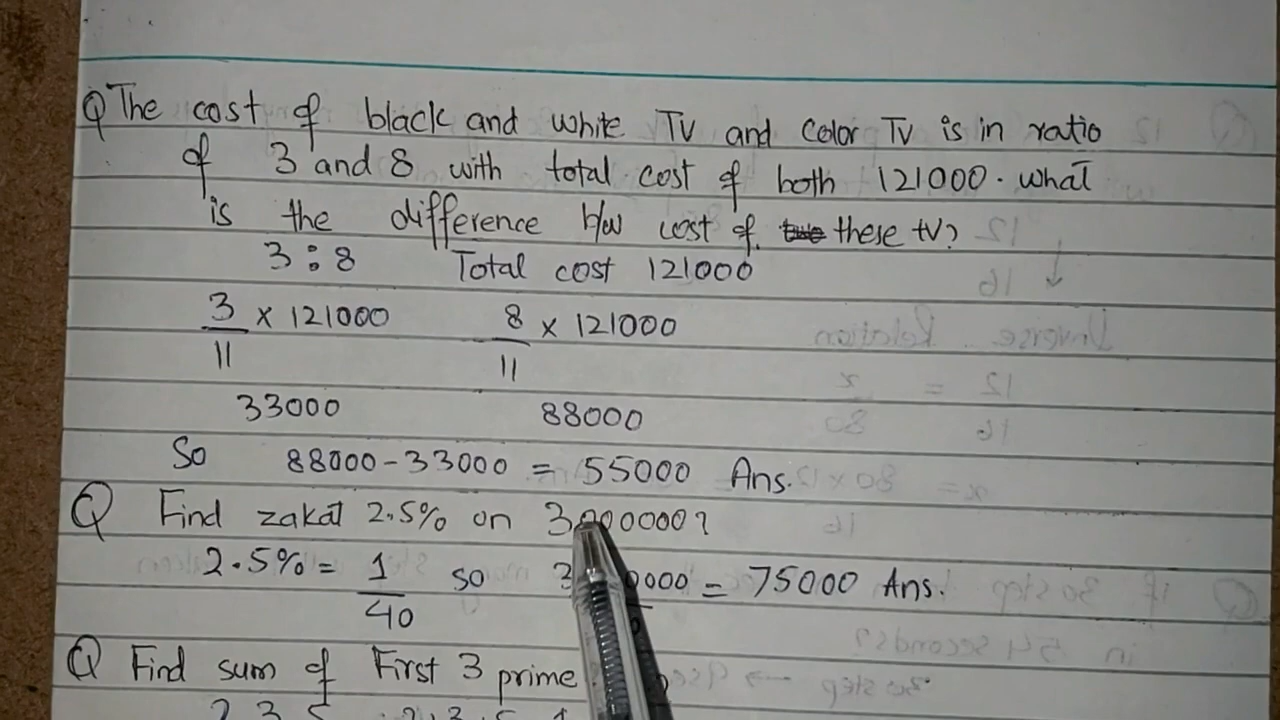 Q The cost of black and white TV and Color TV is in ratio
of 3 and 8 with total cost of both 121000. what
is the difference b/w cost of these tv?
3:8 Total cost 121000
3/11 × 121000 8/11 × 121000
33000 88000
So 88000-33000 = 55000 Ans.
Q Find zakat 2.5% on 3000000?
2.5% = 1/40 so = 75000 Ans.
Q Find sum of First 3 prime
2,3,5